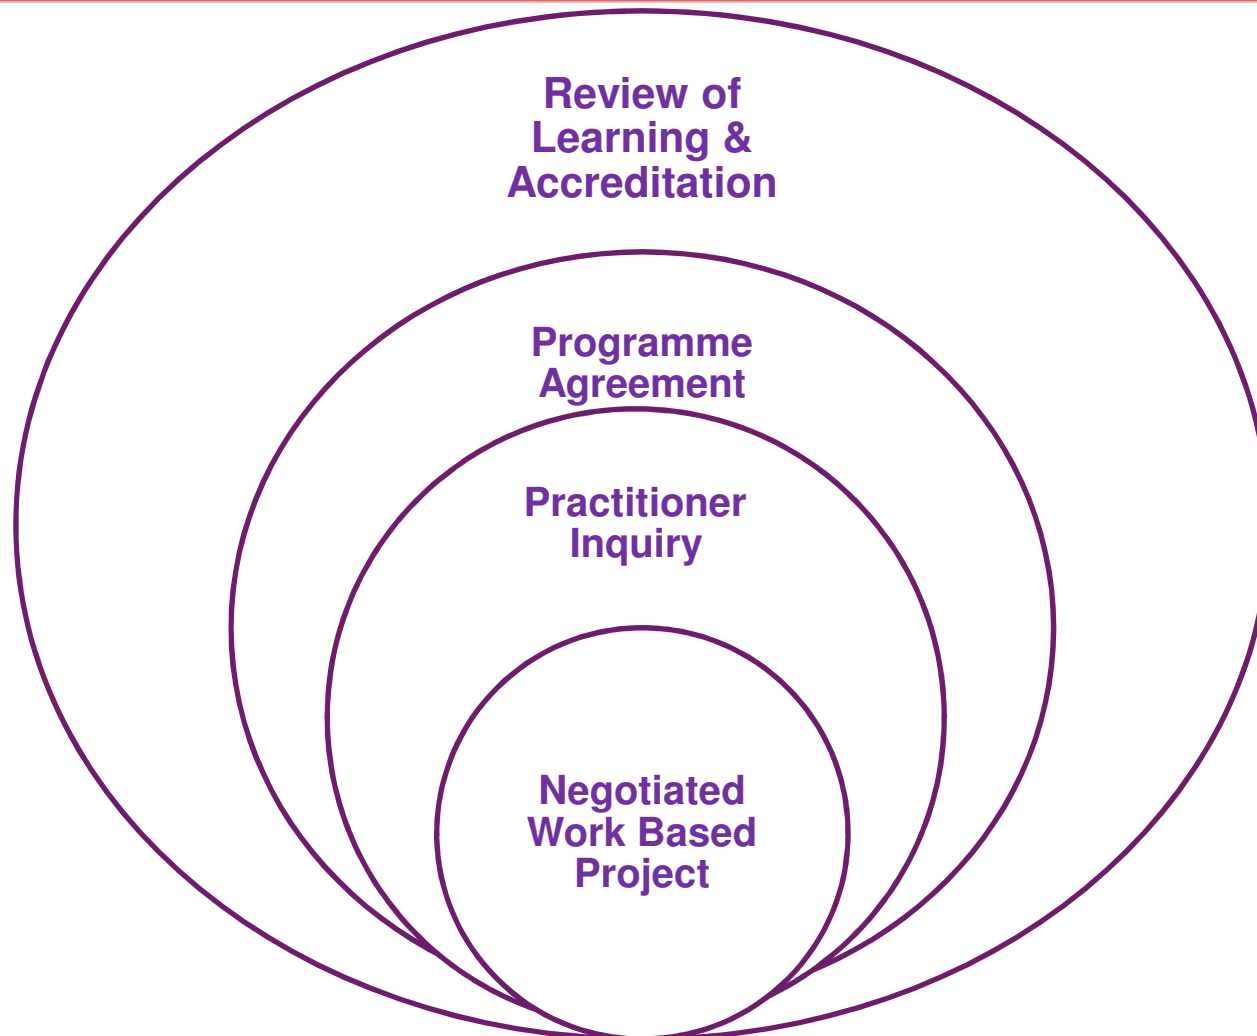 Review of
Learning &
Accreditation
Programme
Agreement
Practitioner
Inquiry
Negotiated
Work Based
Project